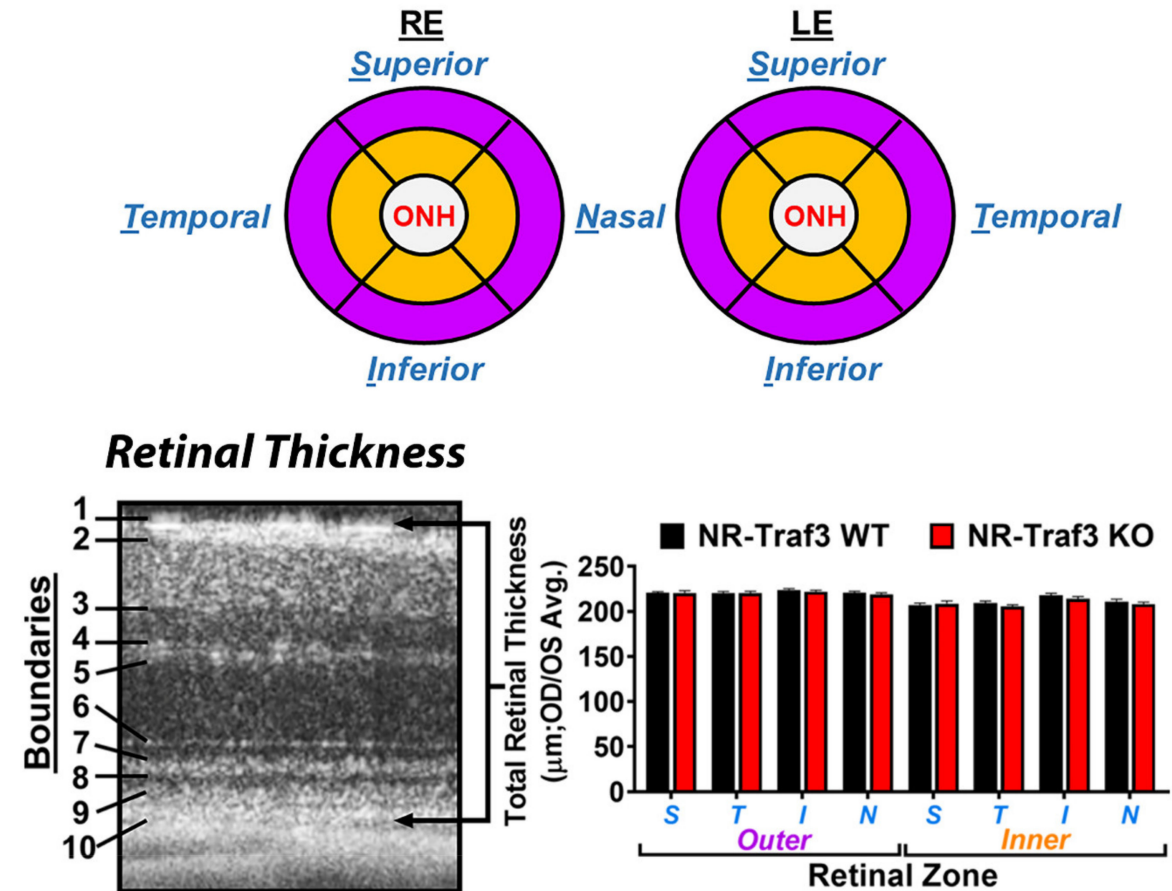 RE LE
Superior Superior
ONH ONH
Temporal Nasal Temporal
Inferior Inferior
Retinal Thickness
Boundaries
1
2
3
4
5
6
7
8
9
10
Total Retinal Thickness
(μm;OD/OS Avg.)
NR-Traf3 WT NR-Traf3 KO
250
200
150
100
50
0
S T I N S T I N
Outer Inner
Retinal Zone